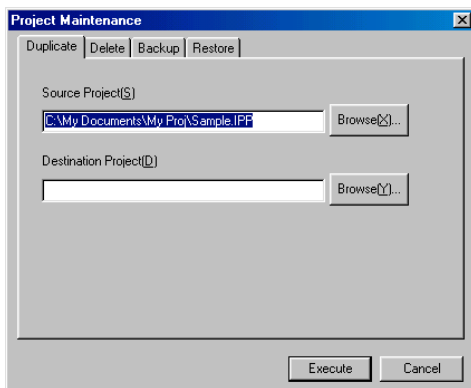 Project Maintenance
Duplicate Delete Backup Restore
Source Project(S)
C:\My Documents\My Proj\Sample.IPP Browse(X)...
Destination Project(D)
Browse(Y)...
Execute Cancel